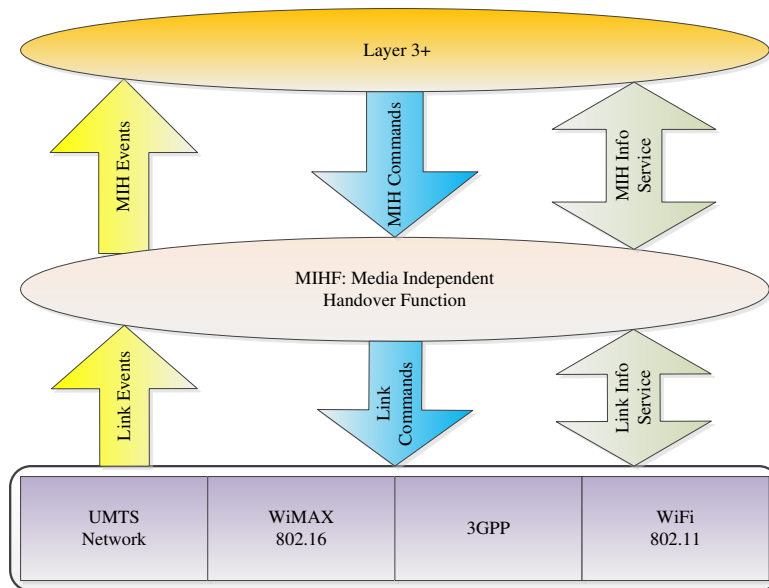 Layer 3+
MIH Events
MIH Commands
MIH Info
Service
MIHF: Media Independent
Handover Function
Link Events
Link
Commands
Link Info
Service
UMTS
Network
WiMAX
802.16
3GPP
WiFi
802.11